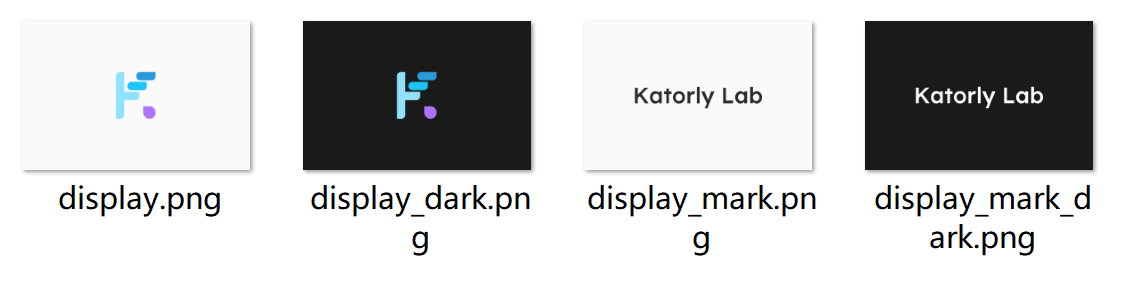 Katorly Lab
Katorly Lab
display.png
display_dark.pn
g
display_mark.pn
g
display_mark_d
ark.png